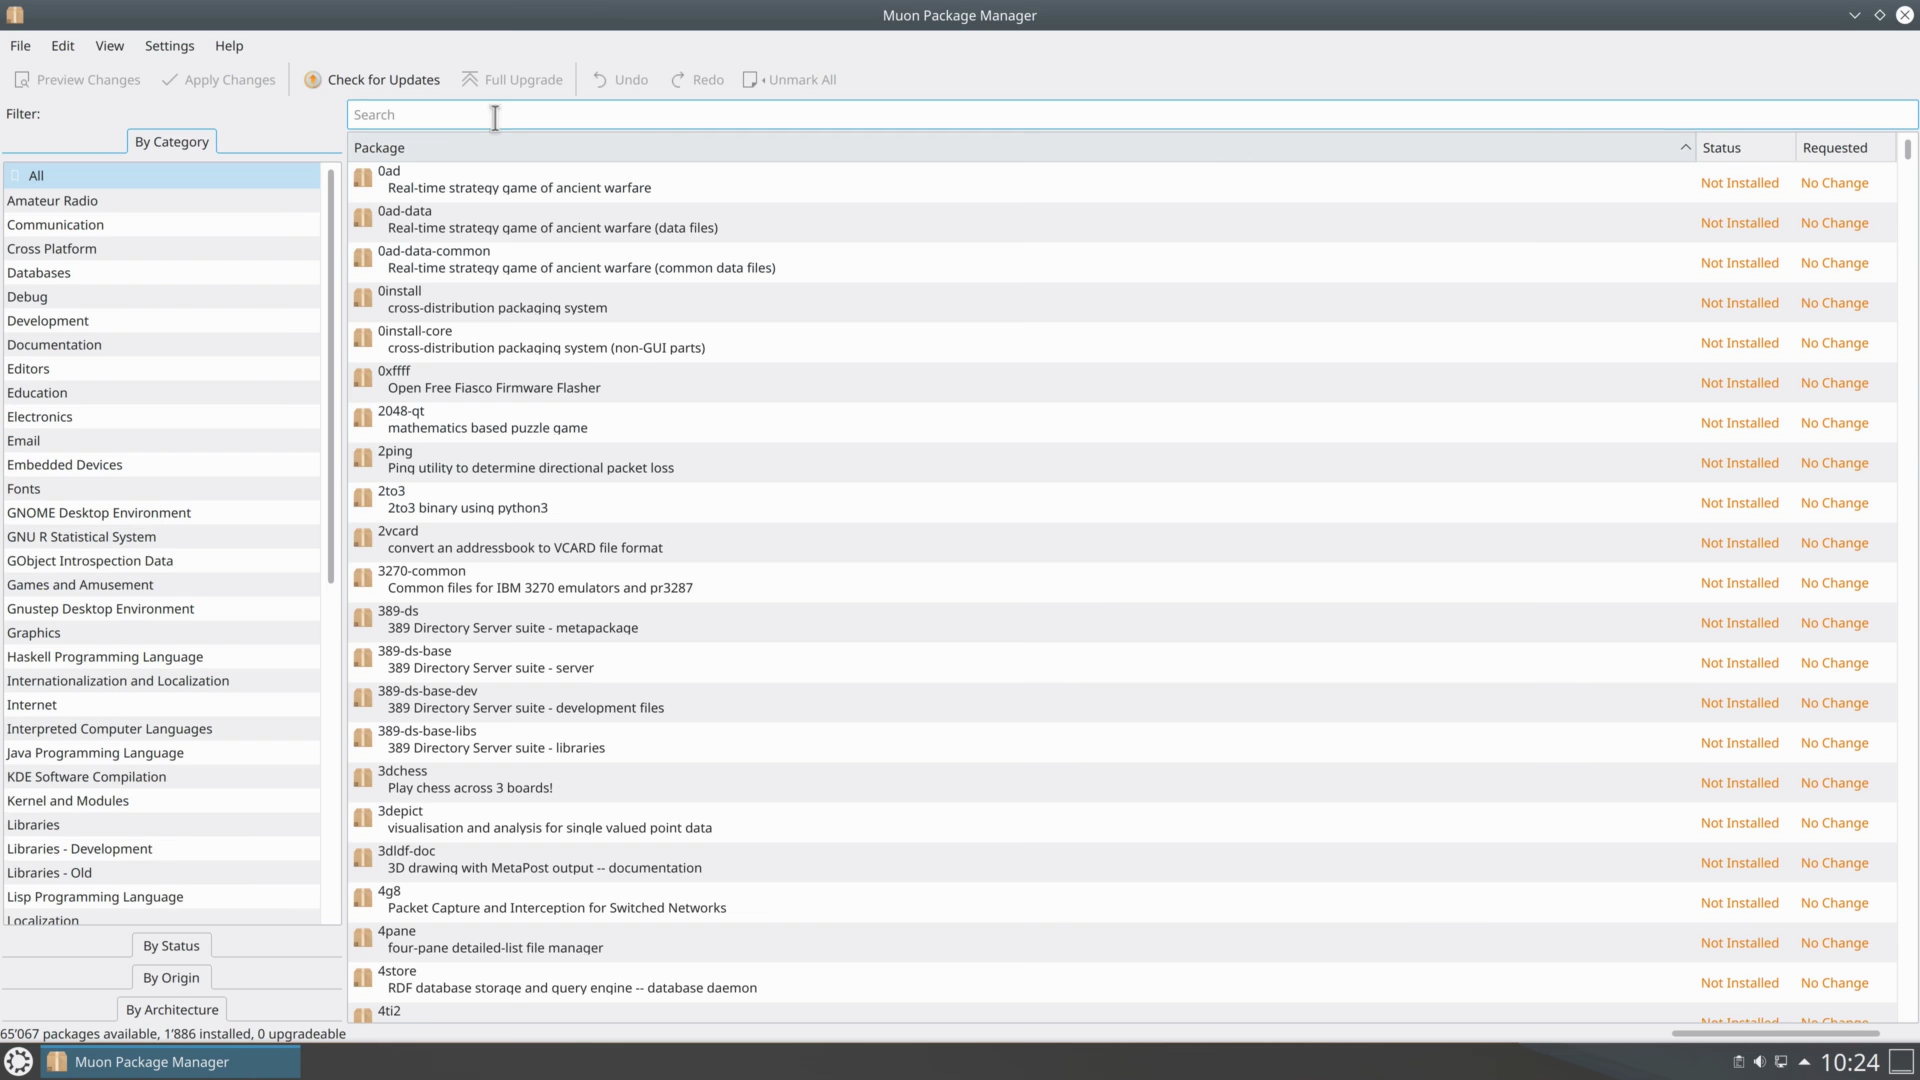 Muon Package Manager
File Edit View Settings Help
Preview Changes Apply Changes Check for Updates Full Upgrade Undo Redo Unmark All
Filter:
Search
By Category
Package Status Requested
All
Amateur Radio
Communication
Cross Platform
Databases
Debug
Development
Documentation
Editors
Education
Electronics
Email
Embedded Devices
Fonts
GNOME Desktop Environment
GNU R Statistical System
GObject Introspection Data
Games and Amusement
Gnustep Desktop Environment
Graphics
Haskell Programming Language
Internationalization and Localization
Internet
Interpreted Computer Languages
Java Programming Language
KDE Software Compilation
Kernel and Modules
Libraries
Libraries - Development
Libraries - Old
Lisp Programming Language
Localization
By Status
By Origin
By Architecture
0ad
Real-time strategy game of ancient warfare
Not Installed No Change
0ad-data
Real-time strategy game of ancient warfare (data files)
Not Installed No Change
0ad-data-common
Real-time strategy game of ancient warfare (common data files)
Not Installed No Change
0install
cross-distribution packaging system
Not Installed No Change
0install-core
cross-distribution packaging system (non-GUI parts)
Not Installed No Change
0xffff
Open Free Fiasco Firmware Flasher
Not Installed No Change
2048-qt
mathematics based puzzle game
Not Installed No Change
2ping
Ping utility to determine directional packet loss
Not Installed No Change
2to3
2to3 binary using python3
Not Installed No Change
2vcard
convert an addressbook to VCARD file format
Not Installed No Change
3270-common
Common files for IBM 3270 emulators and pr3287
Not Installed No Change
389-ds
389 Directory Server suite - metapackage
Not Installed No Change
389-ds-base
389 Directory Server suite - server
Not Installed No Change
389-ds-base-dev
389 Directory Server suite - development files
Not Installed No Change
389-ds-base-libs
389 Directory Server suite - libraries
Not Installed No Change
3dchess
Play chess across 3 boards!
Not Installed No Change
3depict
visualisation and analysis for single valued point data
Not Installed No Change
3dldf-doc
3D drawing with MetaPost output -- documentation
Not Installed No Change
4g8
Packet Capture and Interception for Switched Networks
Not Installed No Change
4pane
four-pane detailed-list file manager
Not Installed No Change
4store
RDF database storage and query engine -- database daemon
Not Installed No Change
4ti2
Not Installed No Change
65'067 packages available, 1'886 installed, 0 upgradeable
Muon Package Manager
10:24